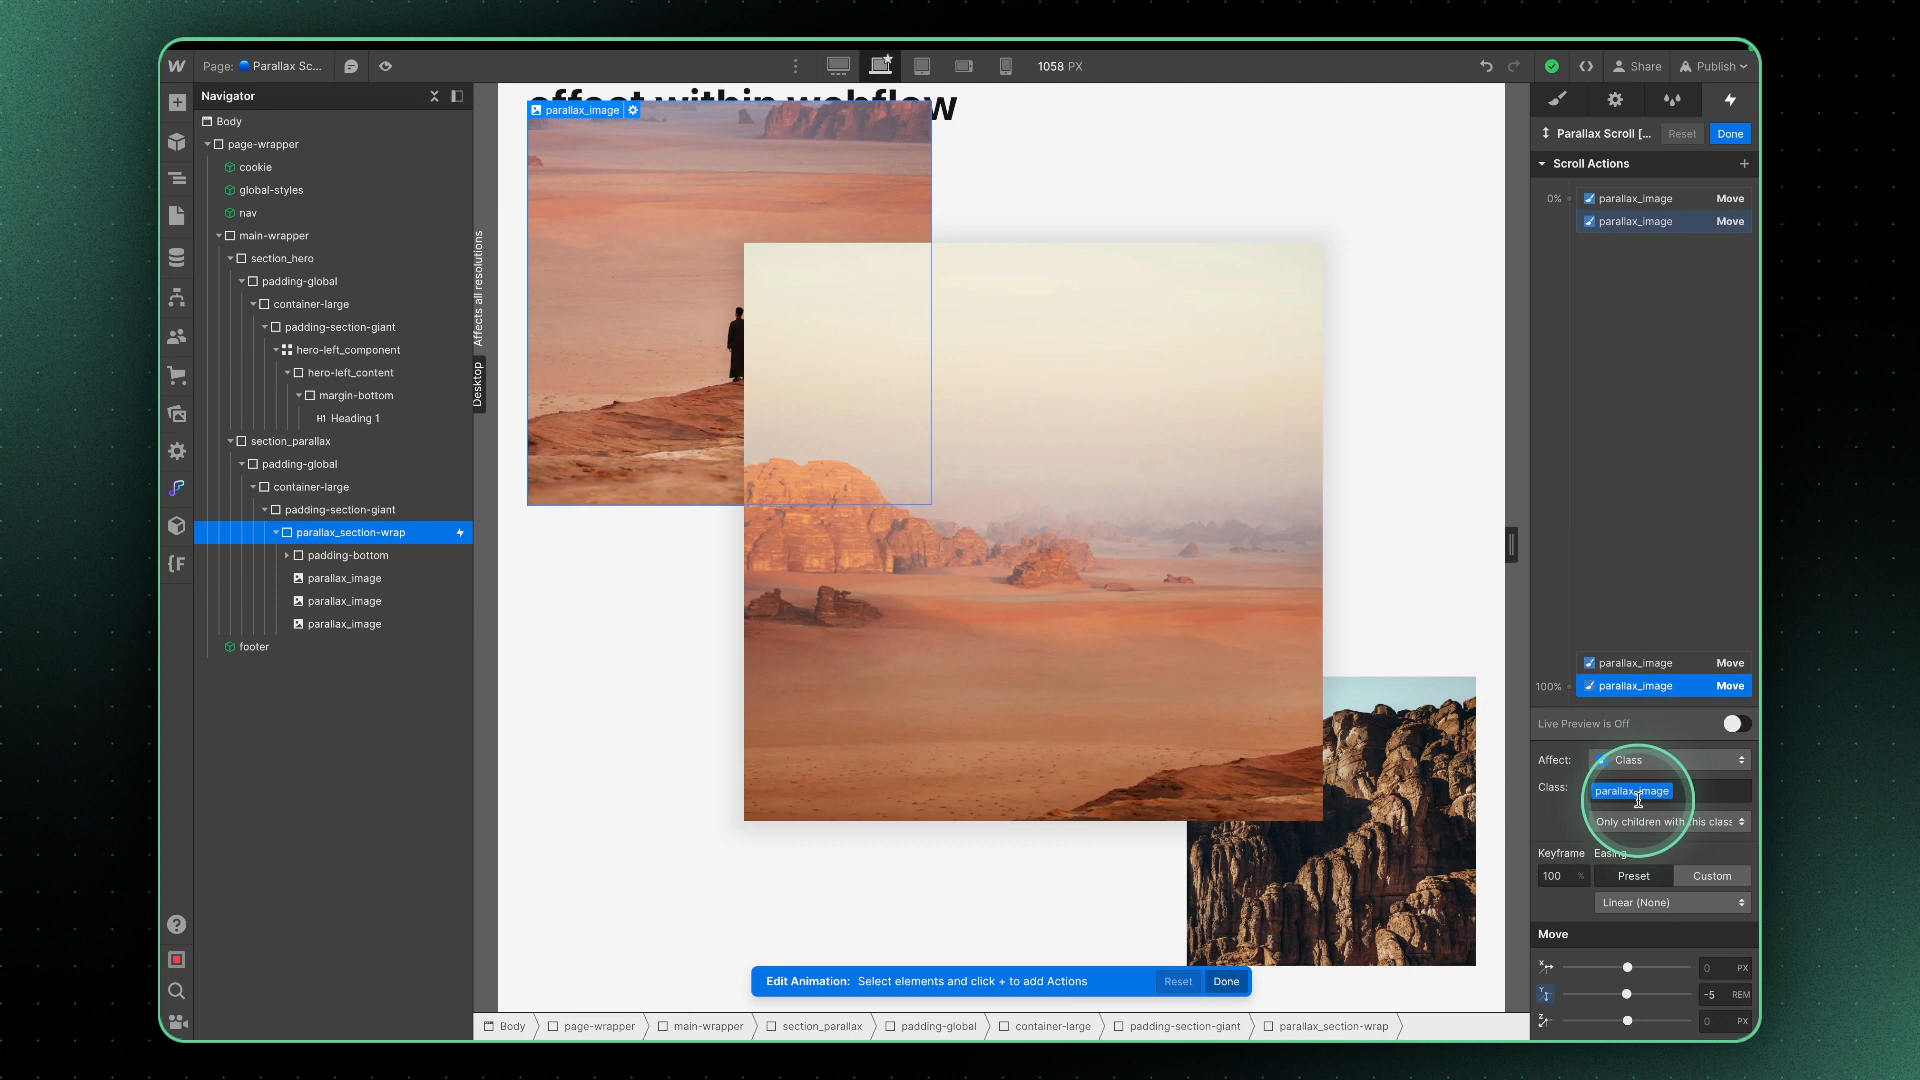 Page: Parallax Sc...
1058 PX
Share
Publish
Navigator
Body
page-wrapper
cookie
global-styles
nav
main-wrapper
section_hero
padding-global
container-large
padding-section-giant
hero-left_component
hero-left_content
margin-bottom
H1 Heading 1
section_parallax
padding-global
container-large
padding-section-giant
parallax_section-wrap
padding-bottom
parallax_image
parallax_image
parallax_image
footer
Affects all resolutions
Desktop
effect within webflow
parallax_image
Edit Animation: Select elements and click + to add Actions
Reset
Done
Body
page-wrapper
main-wrapper
section_parallax
padding-global
container-large
padding-section-giant
parallax_section-wrap
Parallax Scroll [...
Reset
Done
Scroll Actions
0%
parallax_image Move
parallax_image Move
parallax_image Move
100%
parallax_image Move
Live Preview is Off
Affect: Class
Class: parallax_image
Only children with this class
Keyframe Easing
100 %
Preset
Custom
Linear (None)
Move
X 0 PX
Y -5 REM
Z 0 PX